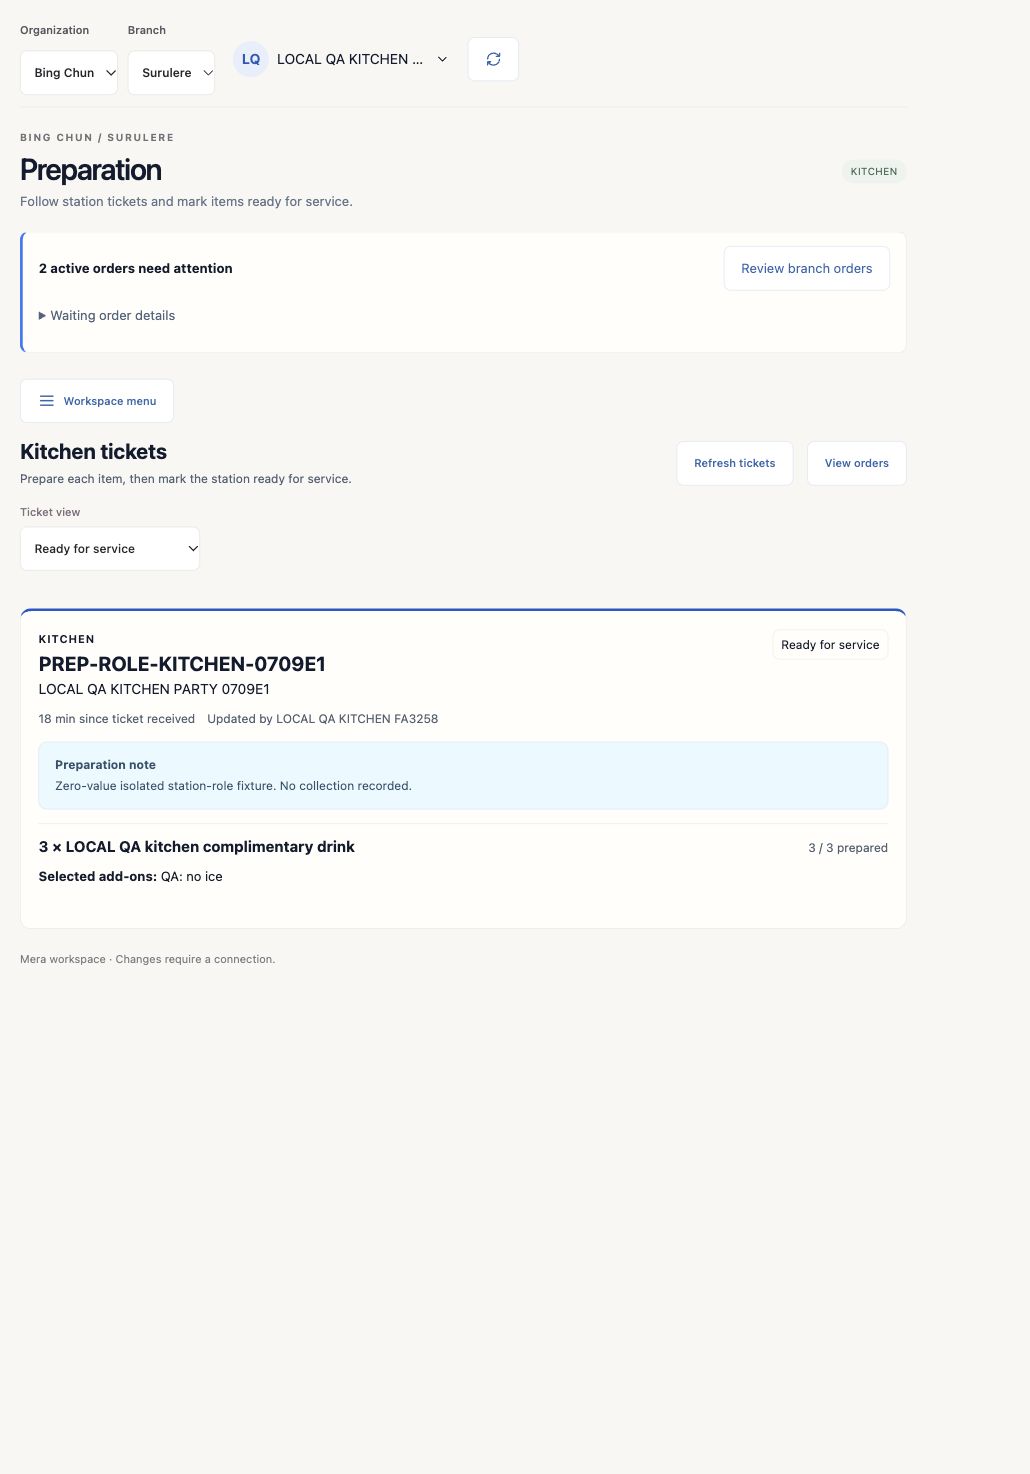 Organization Branch
Bing Chun Surulere LQ LOCAL QA KITCHEN ...
BING CHUN / SURULERE
Preparation
KITCHEN
Follow station tickets and mark items ready for service.
2 active orders need attention
Review branch orders
Waiting order details
Workspace menu
Kitchen tickets
Prepare each item, then mark the station ready for service.
Refresh tickets View orders
Ticket view
Ready for service
KITCHEN
Ready for service
PREP-ROLE-KITCHEN-0709E1
LOCAL QA KITCHEN PARTY 0709E1
18 min since ticket received Updated by LOCAL QA KITCHEN FA3258
Preparation note
Zero-value isolated station-role fixture. No collection recorded.
3 × LOCAL QA kitchen complimentary drink 3 / 3 prepared
Selected add-ons: QA: no ice
Mera workspace · Changes require a connection.